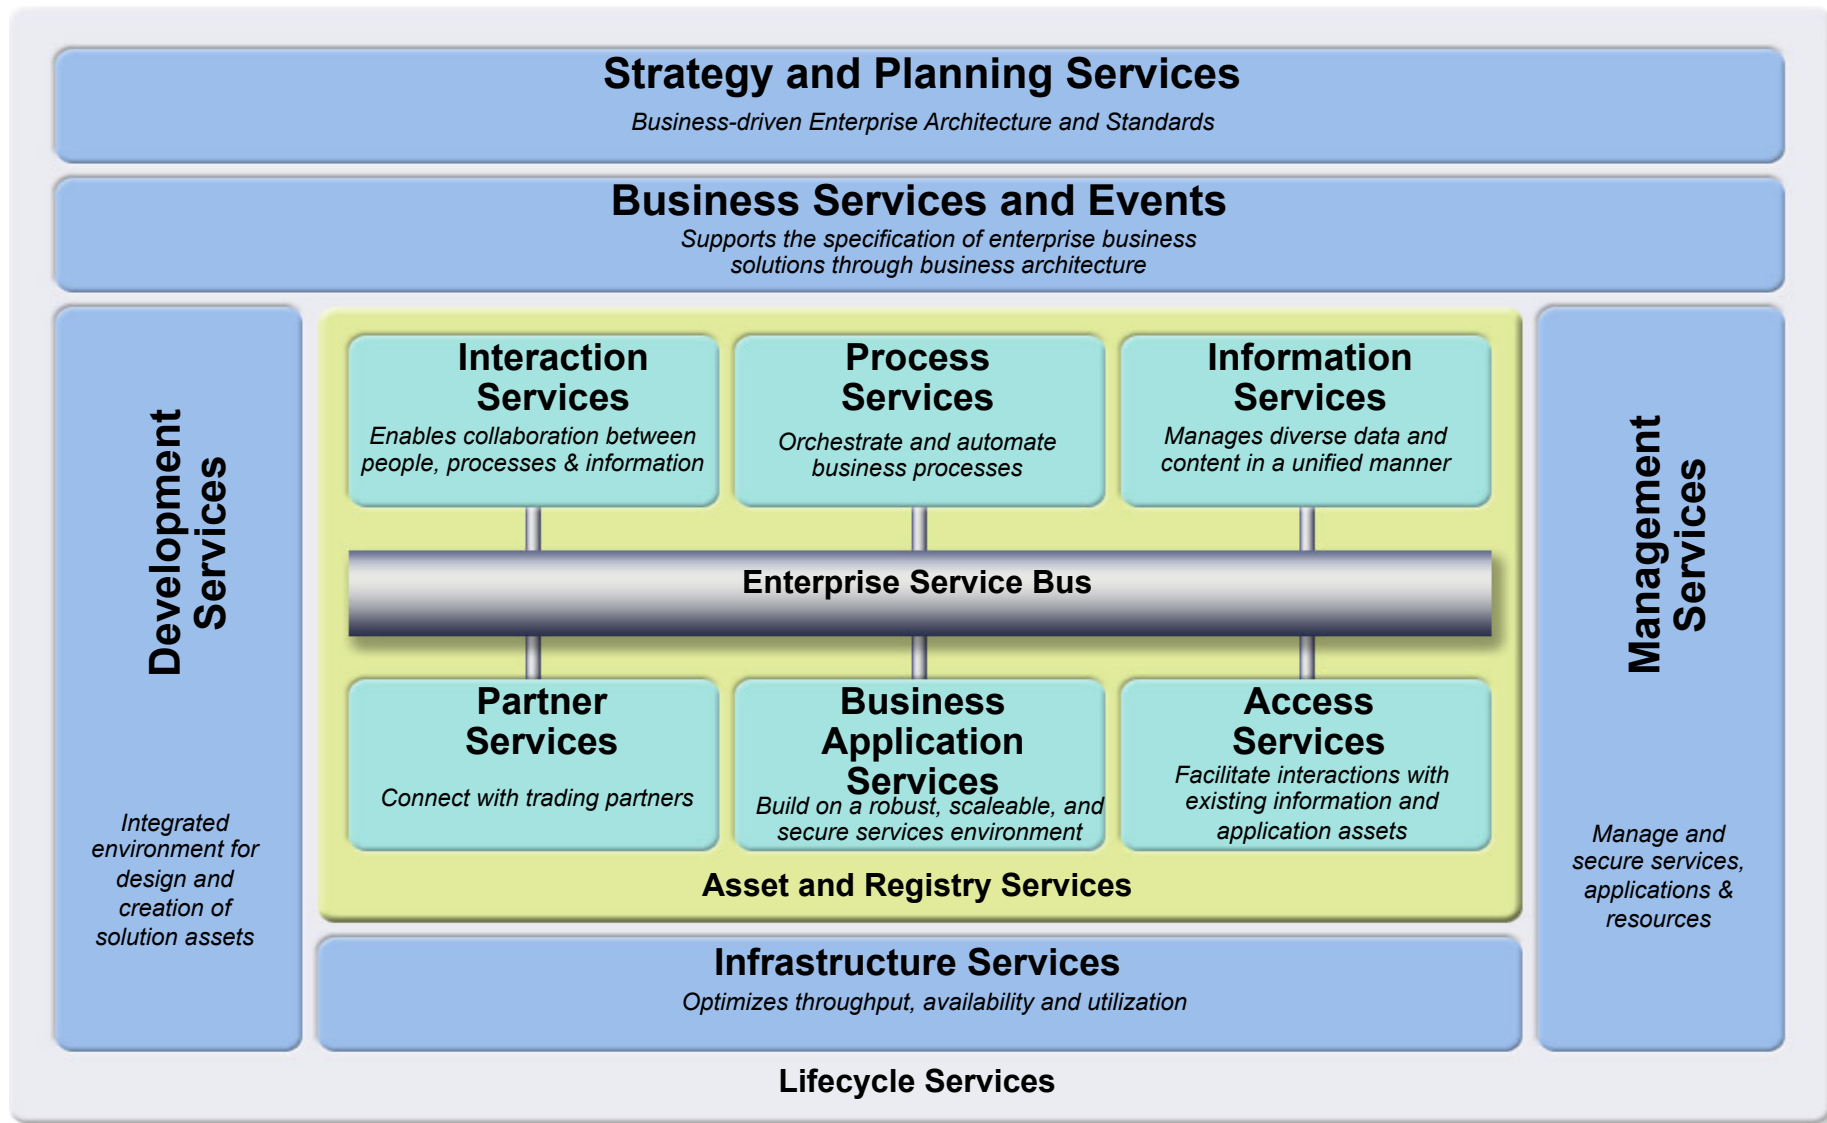 Strategy and Planning Services
Business-driven Enterprise Architecture and Standards
Business Services and Events
Supports the specification of enterprise business
solutions through business architecture
Development
Services
Integrated
environment for
design and
creation of
solution assets
Interaction
Services
Enables collaboration between
people, processes & information
Process
Services
Orchestrate and automate
business processes
Information
Services
Manages diverse data and
content in a unified manner
Enterprise Service Bus
Partner
Services
Connect with trading partners
Business
Application
Services
Build on a robust, scaleable, and
secure services environment
Access
Services
Facilitate interactions with
existing information and
application assets
Asset and Registry Services
Management
Services
Manage and
secure services,
applications &
resources
Infrastructure Services
Optimizes throughput, availability and utilization
Lifecycle Services